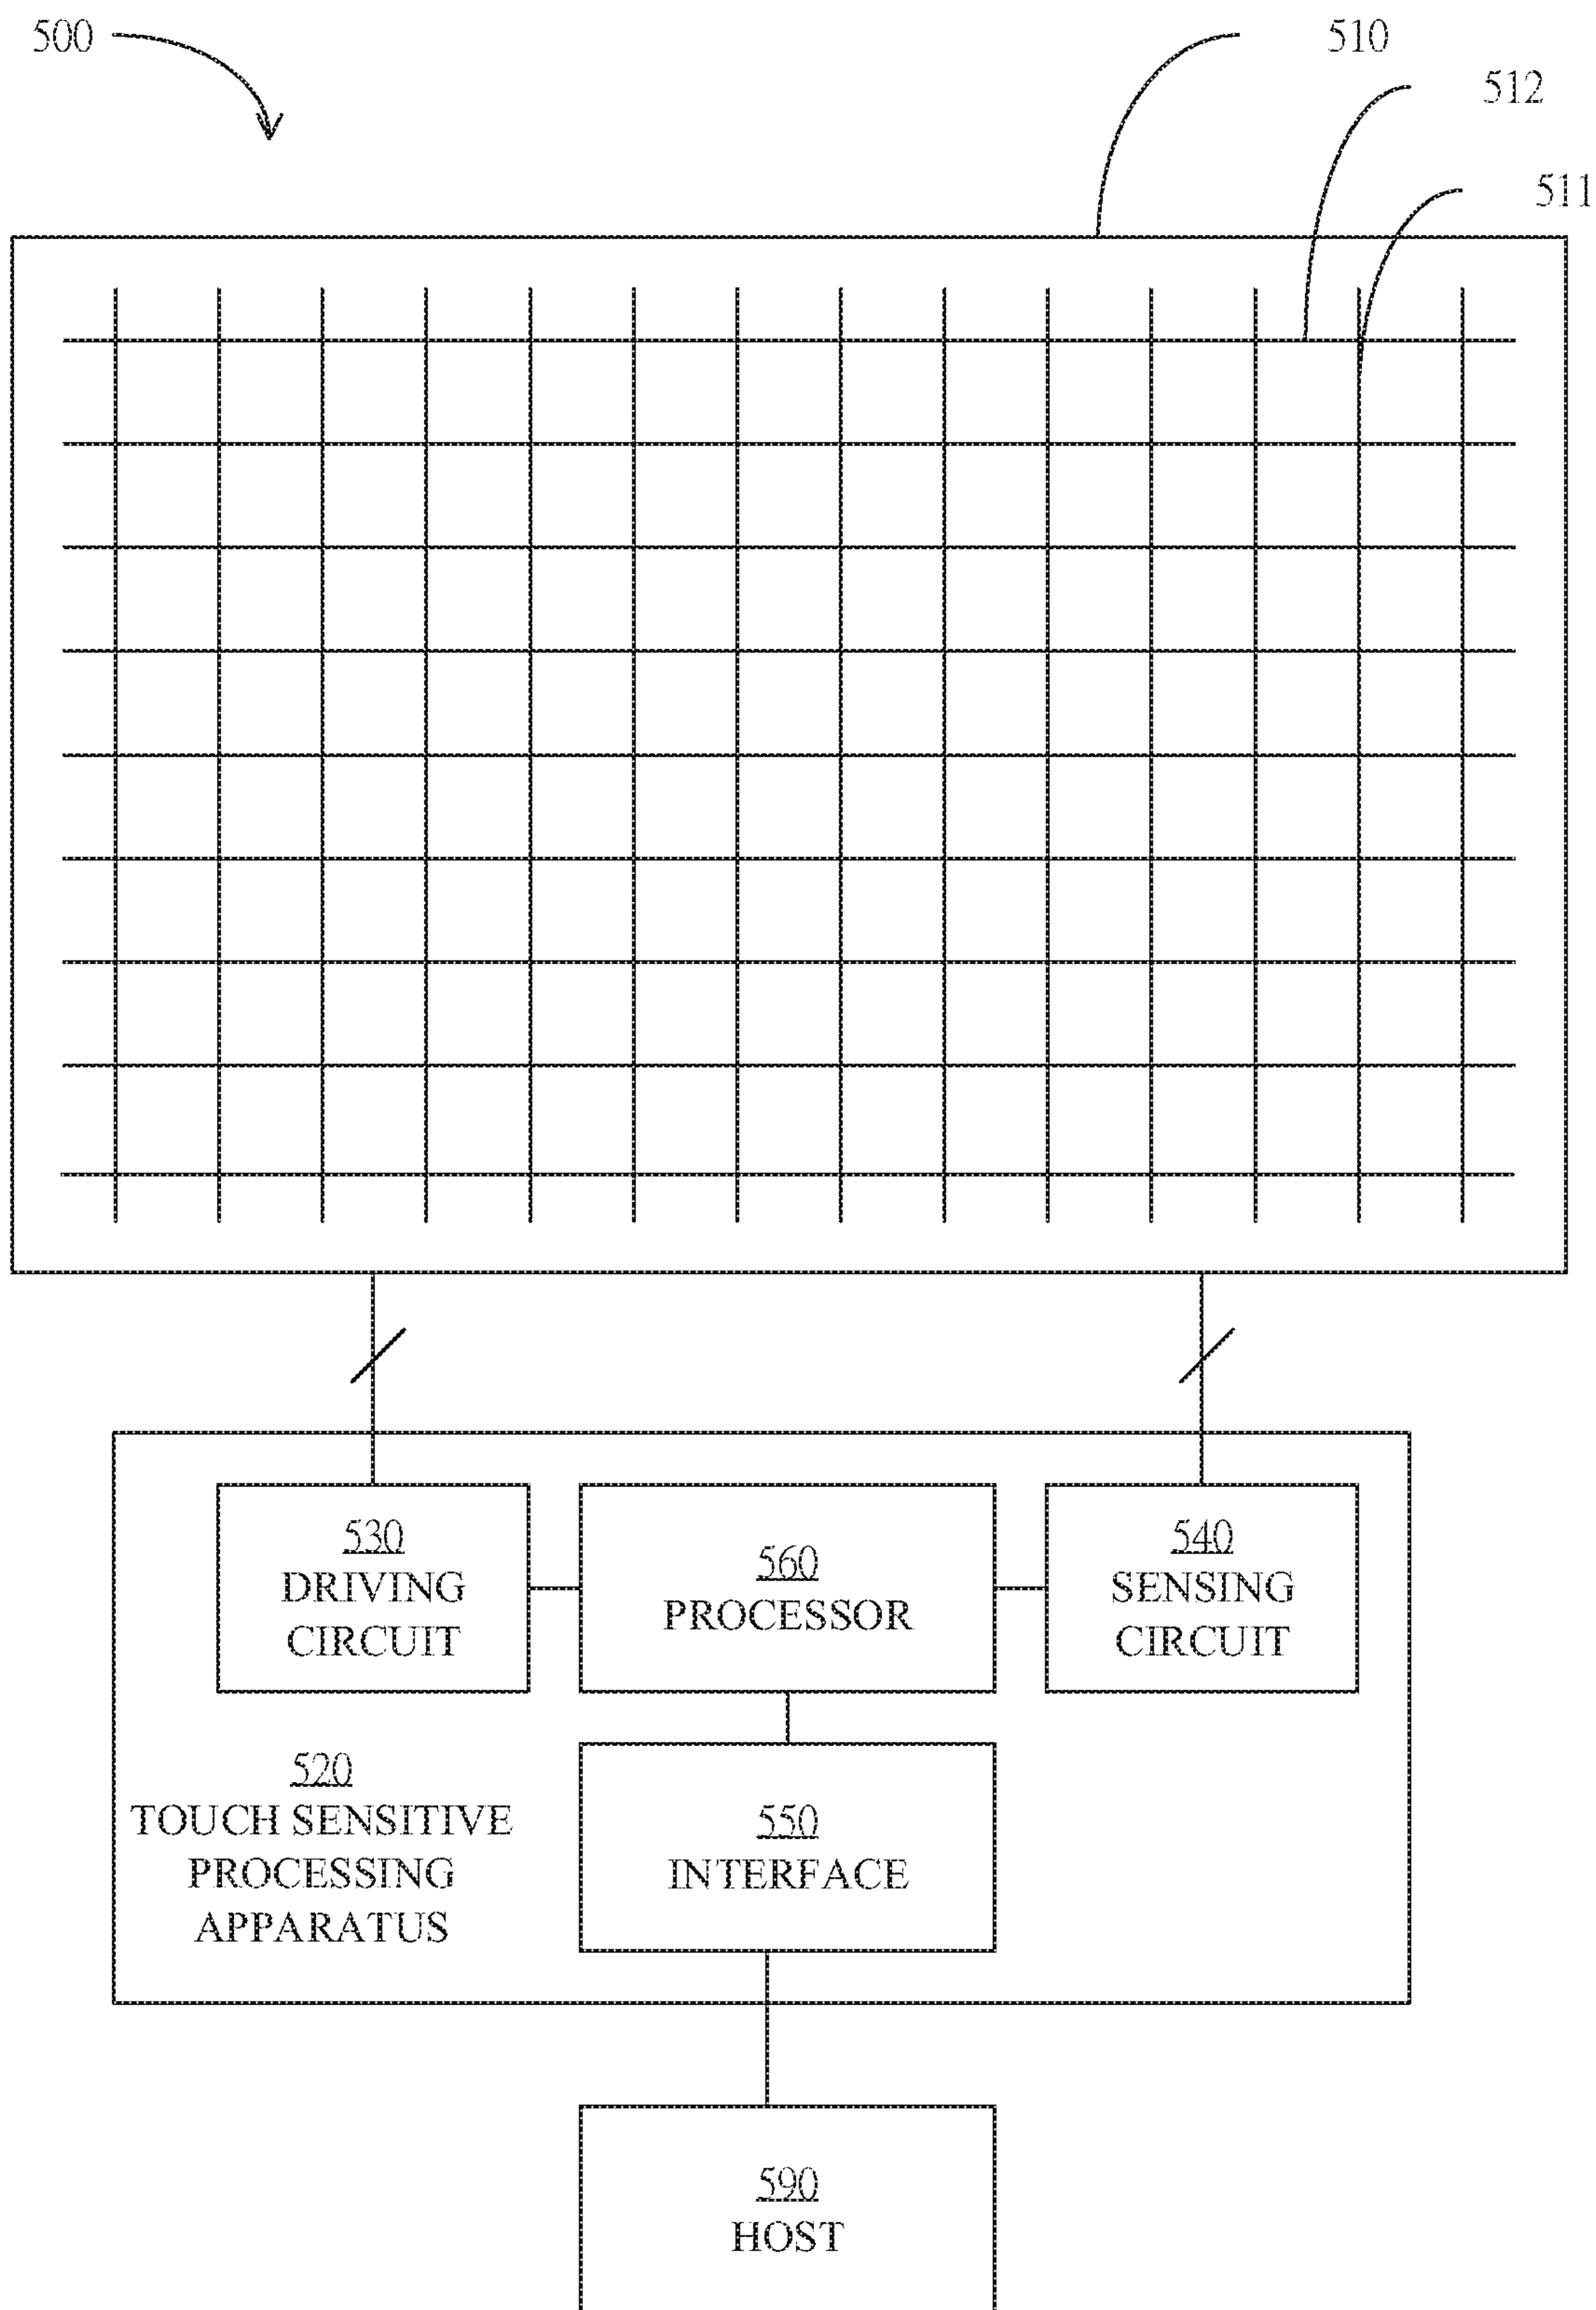 500
510
512
511
530
DRIVING
CIRCUIT
560
PROCESSOR
540
SENSING
CIRCUIT
520
TOUCH SENSITIVE
PROCESSING
APPARATUS
550
INTERFACE
590
HOST